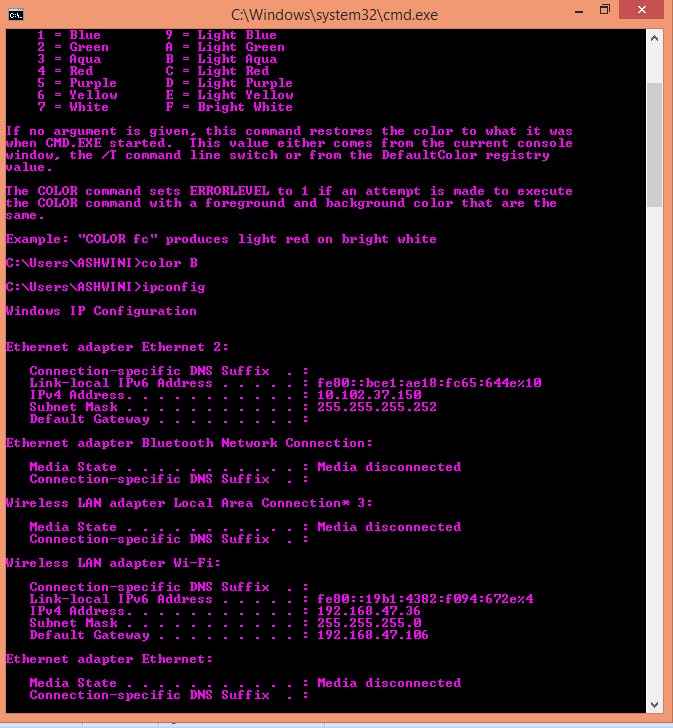 C:\Windows\system32\cmd.exe
1 = Blue 9 = Light Blue
2 = Green A = Light Green
3 = Aqua B = Light Aqua
4 = Red C = Light Red
5 = Purple D = Light Purple
6 = Yellow E = Light Yellow
7 = White F = Bright White
If no argument is given, this command restores the color to what it was
when CMD.EXE started. This value either comes from the current console
window, the /T command line switch or from the DefaultColor registry
value.
The COLOR command sets ERRORLEVEL to 1 if an attempt is made to execute
the COLOR command with a foreground and background color that are the
same.
Example: "COLOR fc" produces light red on bright white
C:\Users\ASHWINI>color B
C:\Users\ASHWINI>ipconfig
Windows IP Configuration
Ethernet adapter Ethernet 2:
Connection-specific DNS Suffix . :
Link-local IPv6 Address . . . . . : fe80::bce1:ae18:fc65:644e%10
IPv4 Address. . . . . . . . . . . : 10.102.37.150
Subnet Mask . . . . . . . . . . . : 255.255.255.252
Default Gateway . . . . . . . . . :
Ethernet adapter Bluetooth Network Connection:
Media State . . . . . . . . . . . : Media disconnected
Connection-specific DNS Suffix . :
Wireless LAN adapter Local Area Connection* 3:
Media State . . . . . . . . . . . : Media disconnected
Connection-specific DNS Suffix . :
Wireless LAN adapter Wi-Fi:
Connection-specific DNS Suffix . :
Link-local IPv6 Address . . . . . : fe80::19b1:4382:f094:672e%4
IPv4 Address. . . . . . . . . . . : 192.168.47.36
Subnet Mask . . . . . . . . . . . : 255.255.255.0
Default Gateway . . . . . . . . . : 192.168.47.106
Ethernet adapter Ethernet:
Media State . . . . . . . . . . . : Media disconnected
Connection-specific DNS Suffix . :